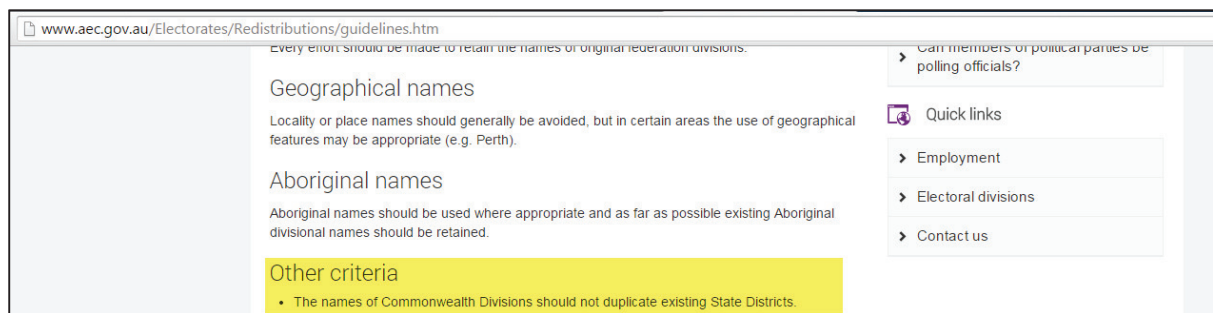 www.aec.gov.au/Electorates/Redistributions/guidelines.htm
Every effort should be made to retain the names of original federation divisions.
Geographical names
Locality or place names should generally be avoided, but in certain areas the use of geographical
features may be appropriate (e.g. Perth).
Aboriginal names
Aboriginal names should be used where appropriate and as far as possible existing Aboriginal
divisional names should be retained.
Other criteria
• The names of Commonwealth Divisions should not duplicate existing State Districts.
Can members of political parties be
polling officials?
Quick links
Employment
Electoral divisions
Contact us